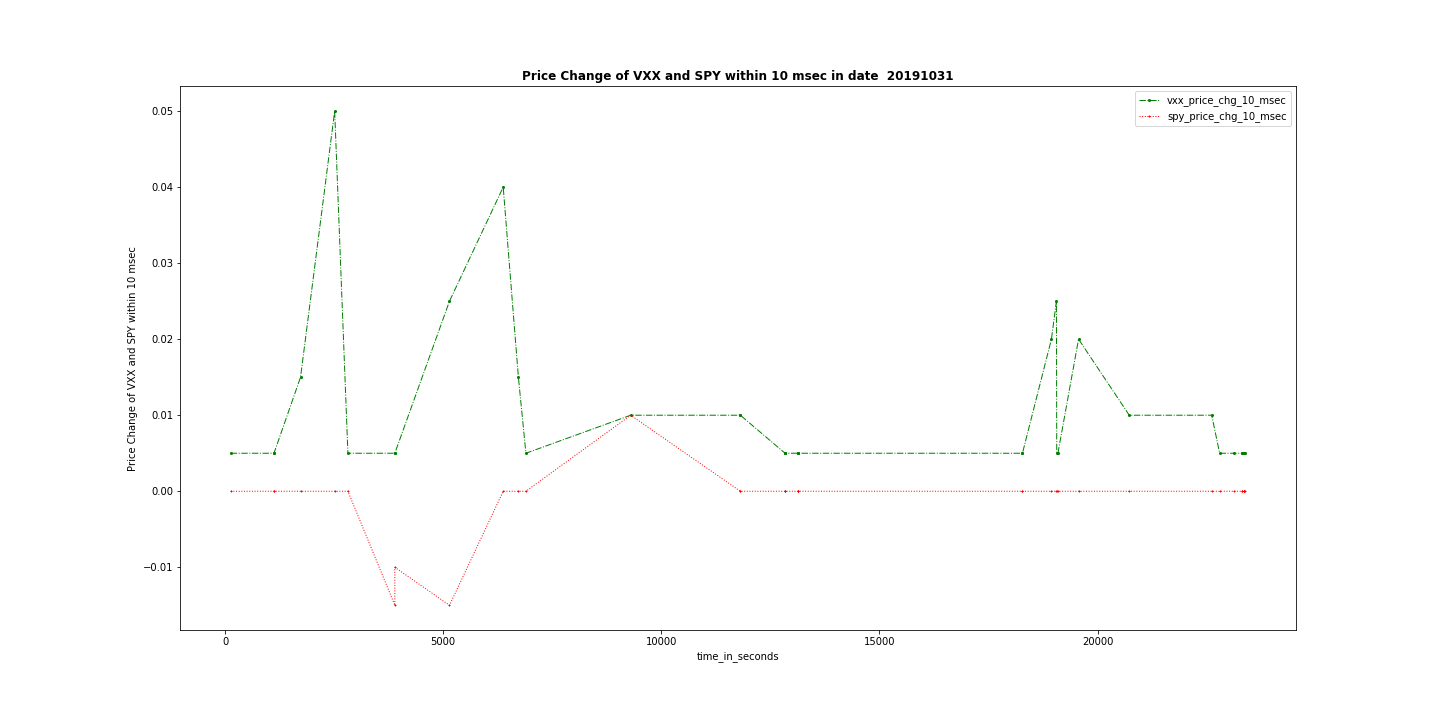 Price Change of VXX and SPY within 10 msec in date  20191031
vxx_price_chg_10_msec
spy_price_chg_10_msec
Price Change of VXX and SPY within 10 msec
0.05
0.04
0.03
0.02
0.01
0.00
−0.01
0 5000 10000 15000 20000
time_in_seconds